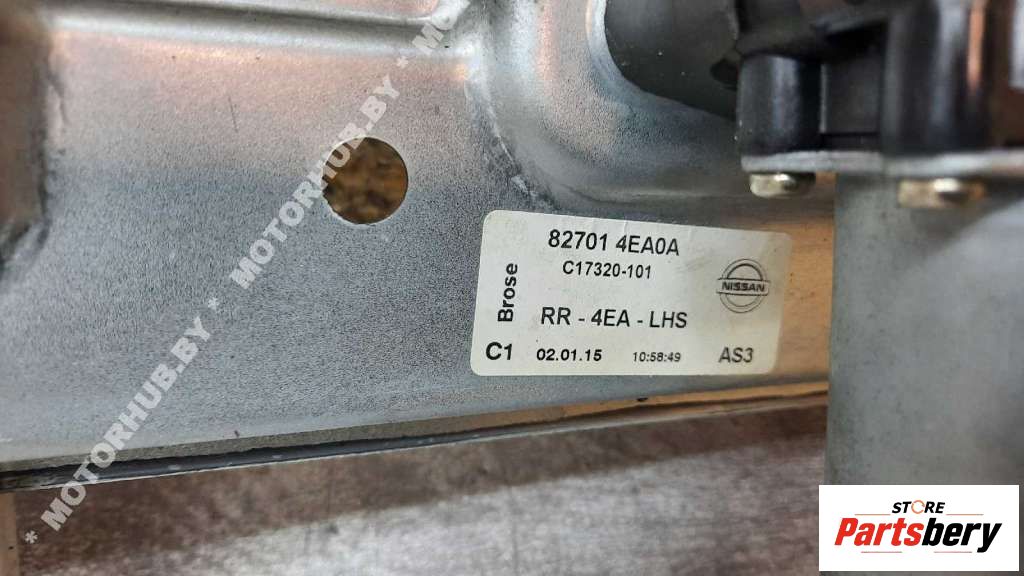 82701 4EA0A
C17320-101
NISSAN
Brose
RR - 4EA - LHS
C1 02.01.15 10:58:49 AS3
* MOTORHUB.BY * MOTORHUB.BY * MOTORHUB.BY * MO
STORE
Partsbery